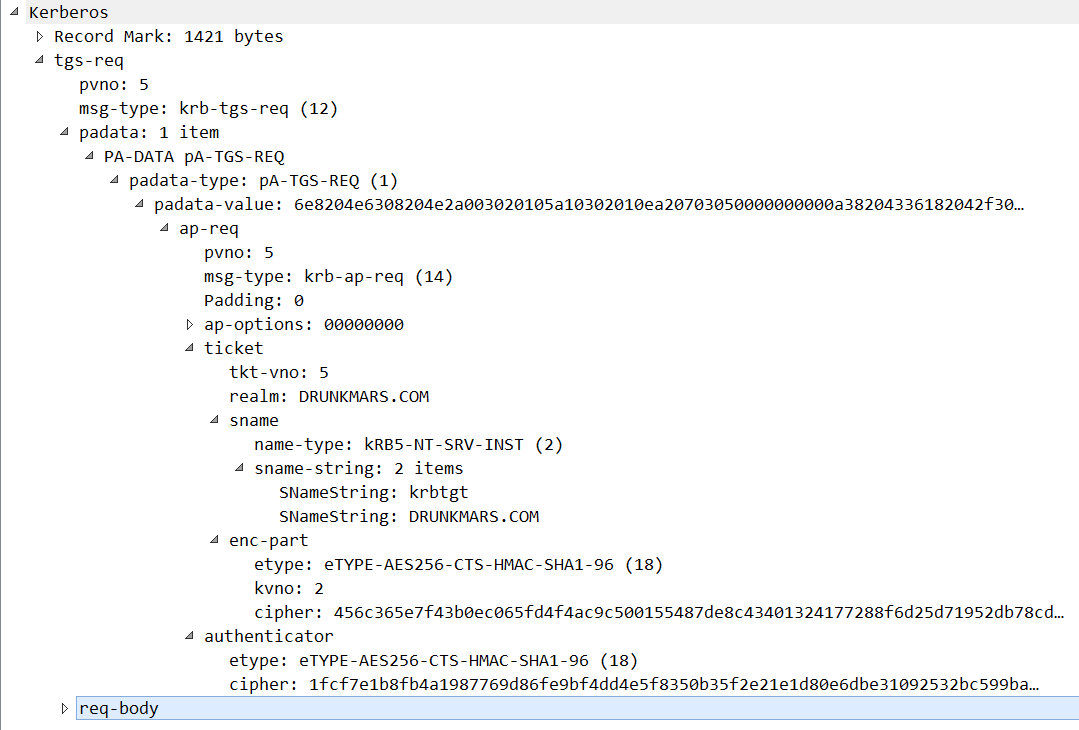 Kerberos
Record Mark: 1421 bytes
tgs-req
pvno: 5
msg-type: krb-tgs-req (12)
padata: 1 item
PA-DATA pA-TGS-REQ
padata-type: pA-TGS-REQ (1)
padata-value: 6e8204e6308204e2a003020105a10302010ea20703050000000000a38204336182042f30…
ap-req
pvno: 5
msg-type: krb-ap-req (14)
Padding: 0
ap-options: 00000000
ticket
tkt-vno: 5
realm: DRUNKMARS.COM
sname
name-type: kRB5-NT-SRV-INST (2)
sname-string: 2 items
SNameString: krbtgt
SNameString: DRUNKMARS.COM
enc-part
etype: eTYPE-AES256-CTS-HMAC-SHA1-96 (18)
kvno: 2
cipher: 456c365e7f43b0ec065fd4f4ac9c500155487de8c43401324177288f6d25d71952db78cd…
authenticator
etype: eTYPE-AES256-CTS-HMAC-SHA1-96 (18)
cipher: 1fcf7e1b8fb4a1987769d86fe9bf4dd4e5f8350b35f2e21e1d80e6dbe31092532bc599ba…
req-body